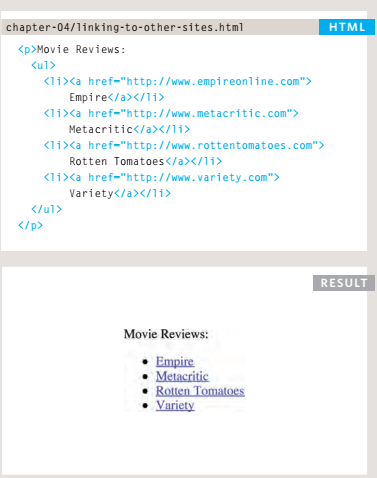 chapter-04/linking-to-other-sites.html HTML
<p>Movie Reviews:
<ul>
<li><a href="http://www.empireonline.com">
Empire</a></li>
<li><a href="http://www.metacritic.com">
Metacritic</a></li>
<li><a href="http://www.rottentomatoes.com">
Rotten Tomatoes</a></li>
<li><a href="http://www.variety.com">
Variety</a></li>
</ul>
</p>
RESULT
Movie Reviews:
• Empire
• Metacritic
• Rotten Tomatoes
• Variety